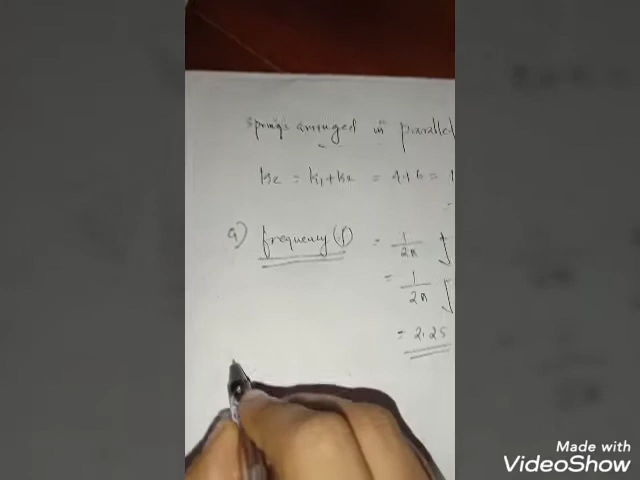 springs arranged in parallel
ke = k1+k2 = 4+6 = 1
a) frequency (f) = 1/2π √
= 1/2π √
= 2.25
Made with
VideoShow